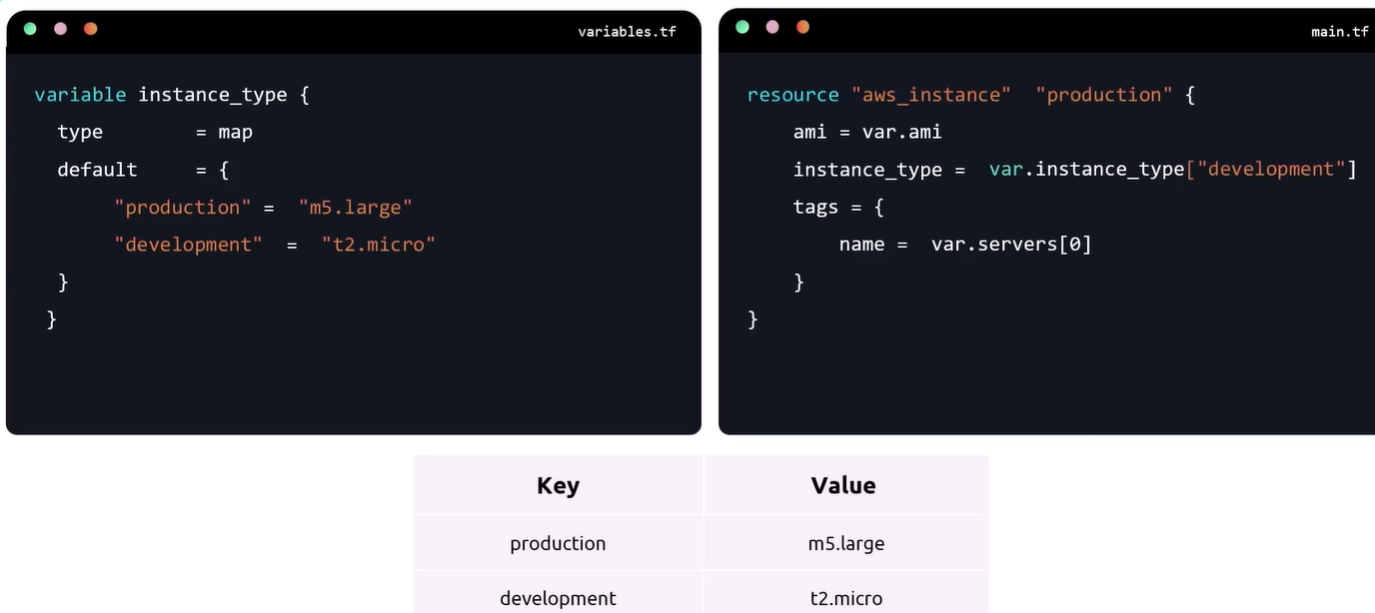 variables.tf
variable instance_type {
type = map
default = {
"production" = "m5.large"
"development" = "t2.micro"
}
}
main.tf
resource "aws_instance" "production" {
ami = var.ami
instance_type = var.instance_type["development"]
tags = {
name = var.servers[0]
}
}
Key Value
production m5.large
development t2.micro